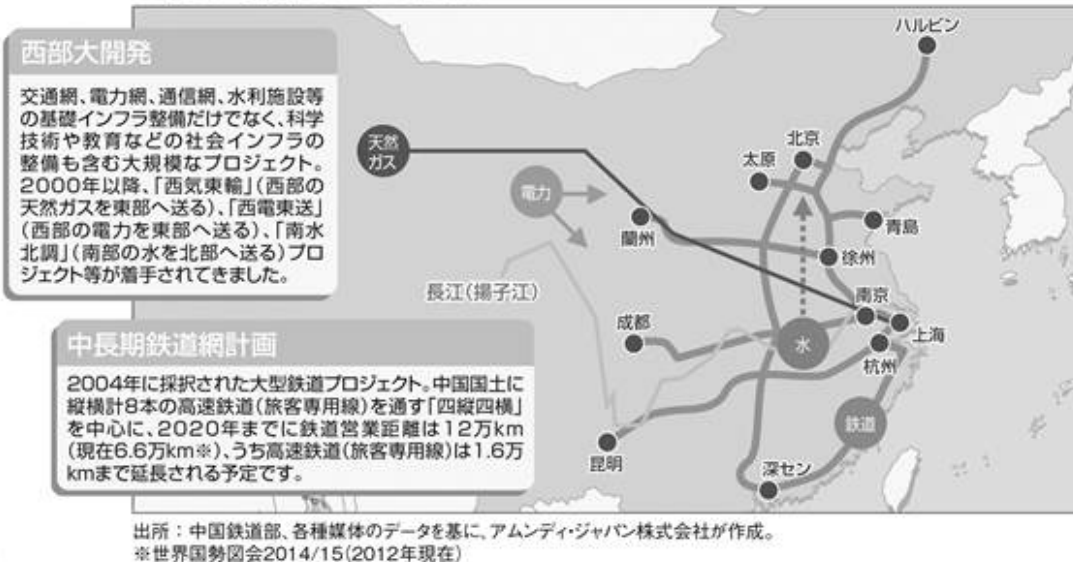 西部大開発
交通網、電力網、通信網、水利施設等
の基礎インフラ整備だけでなく、科学
技術や教育などの社会インフラの
整備も含む大規模なプロジェクト。
2000年以降、「西気東輸」(西部の
天然ガスを東部へ送る)、「西電東送」
(西部の電力を東部へ送る)、「南水
北調」(南部の水を北部へ送る)プロ
ジェクト等が着手されてきました。
中長期鉄道網計画
2004年に採択された大型鉄道プロジェクト。中国国土に
縦横計8本の高速鉄道(旅客専用線)を通す「四縦四横」
を中心に、2020年までに鉄道営業距離は12万km
(現在6.6万km※)、うち高速鉄道(旅客専用線)は1.6万
kmまで延長される予定です。
ハルビン
天然
ガス
北京
太原
電力
青島
蘭州
徐州
長江(揚子江)
南京
成都
上海
水
杭州
鉄道
昆明
深セン
出所：中国鉄道部、各種媒体のデータを基に、アムンディ・ジャパン株式会社が作成。
※世界国勢図会2014/15(2012年現在)